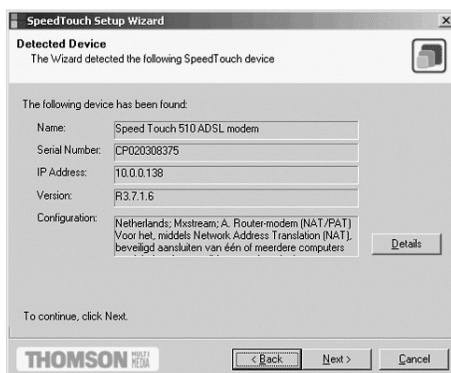 SpeedTouch Setup Wizard
Detected Device
The Wizard detected the following SpeedTouch device
The following device has been found:
Name: Speed Touch 510 ADSL modem
Serial Number: CP020308375
IP Address: 10.0.0.138
Version: R3.7.1.6
Configuration: Netherlands; Mxstream; A. Router-modem (NAT/PAT)
Voor het, middels Network Address Translation (NAT),
beveiligd aansluiten van één of meerdere computers
Details
To continue, click Next.
THOMSON MULTI MEDIA
< Back Next > Cancel